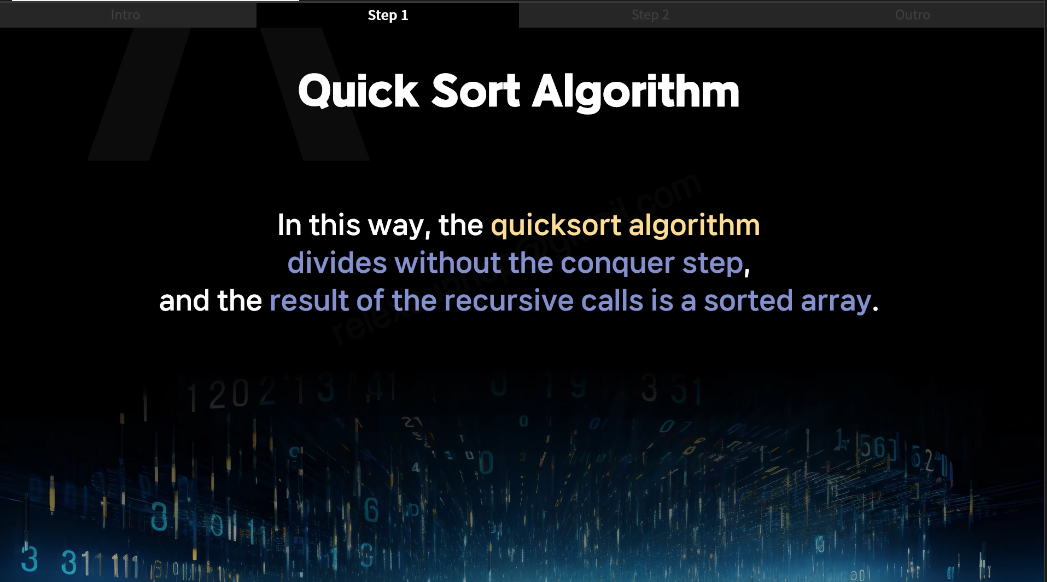 Intro
Step 1
Step 2
Outro
Quick Sort Algorithm
In this way, the quicksort algorithm
divides without the conquer step,
and the result of the recursive calls is a sorted array.